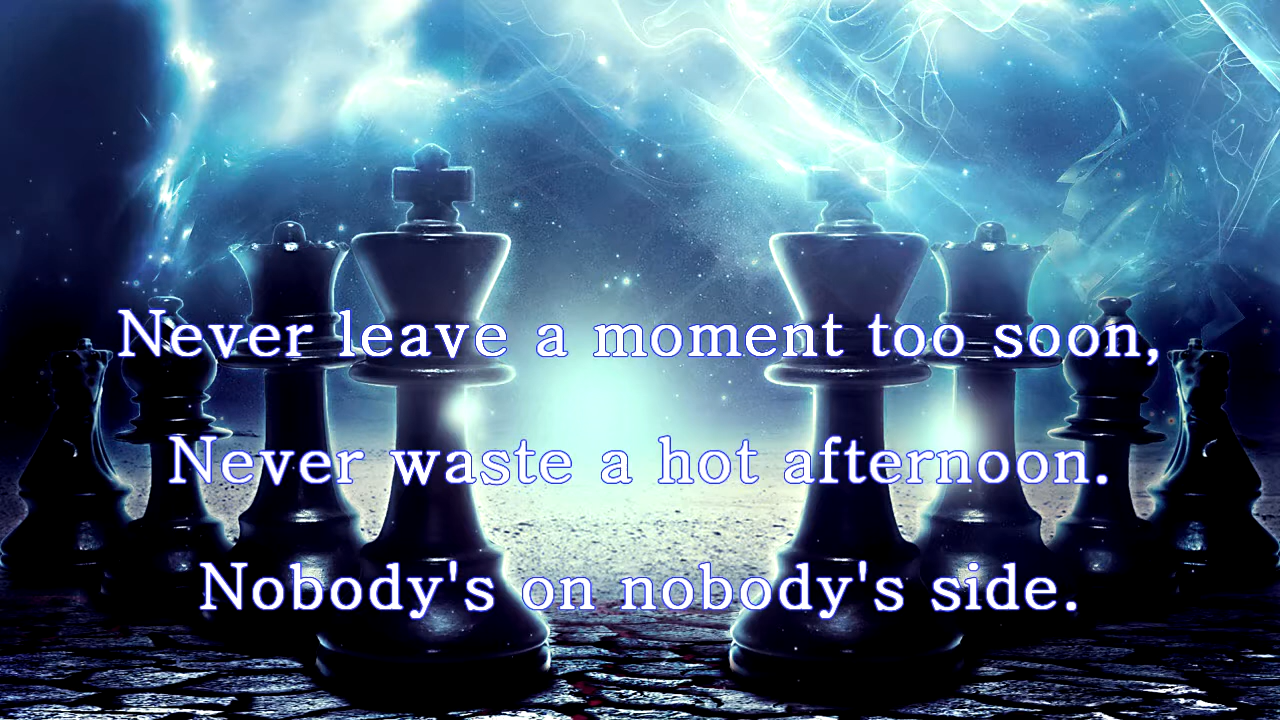 Never leave a moment too soon,
Never waste a hot afternoon.
Nobody's on nobody's side.